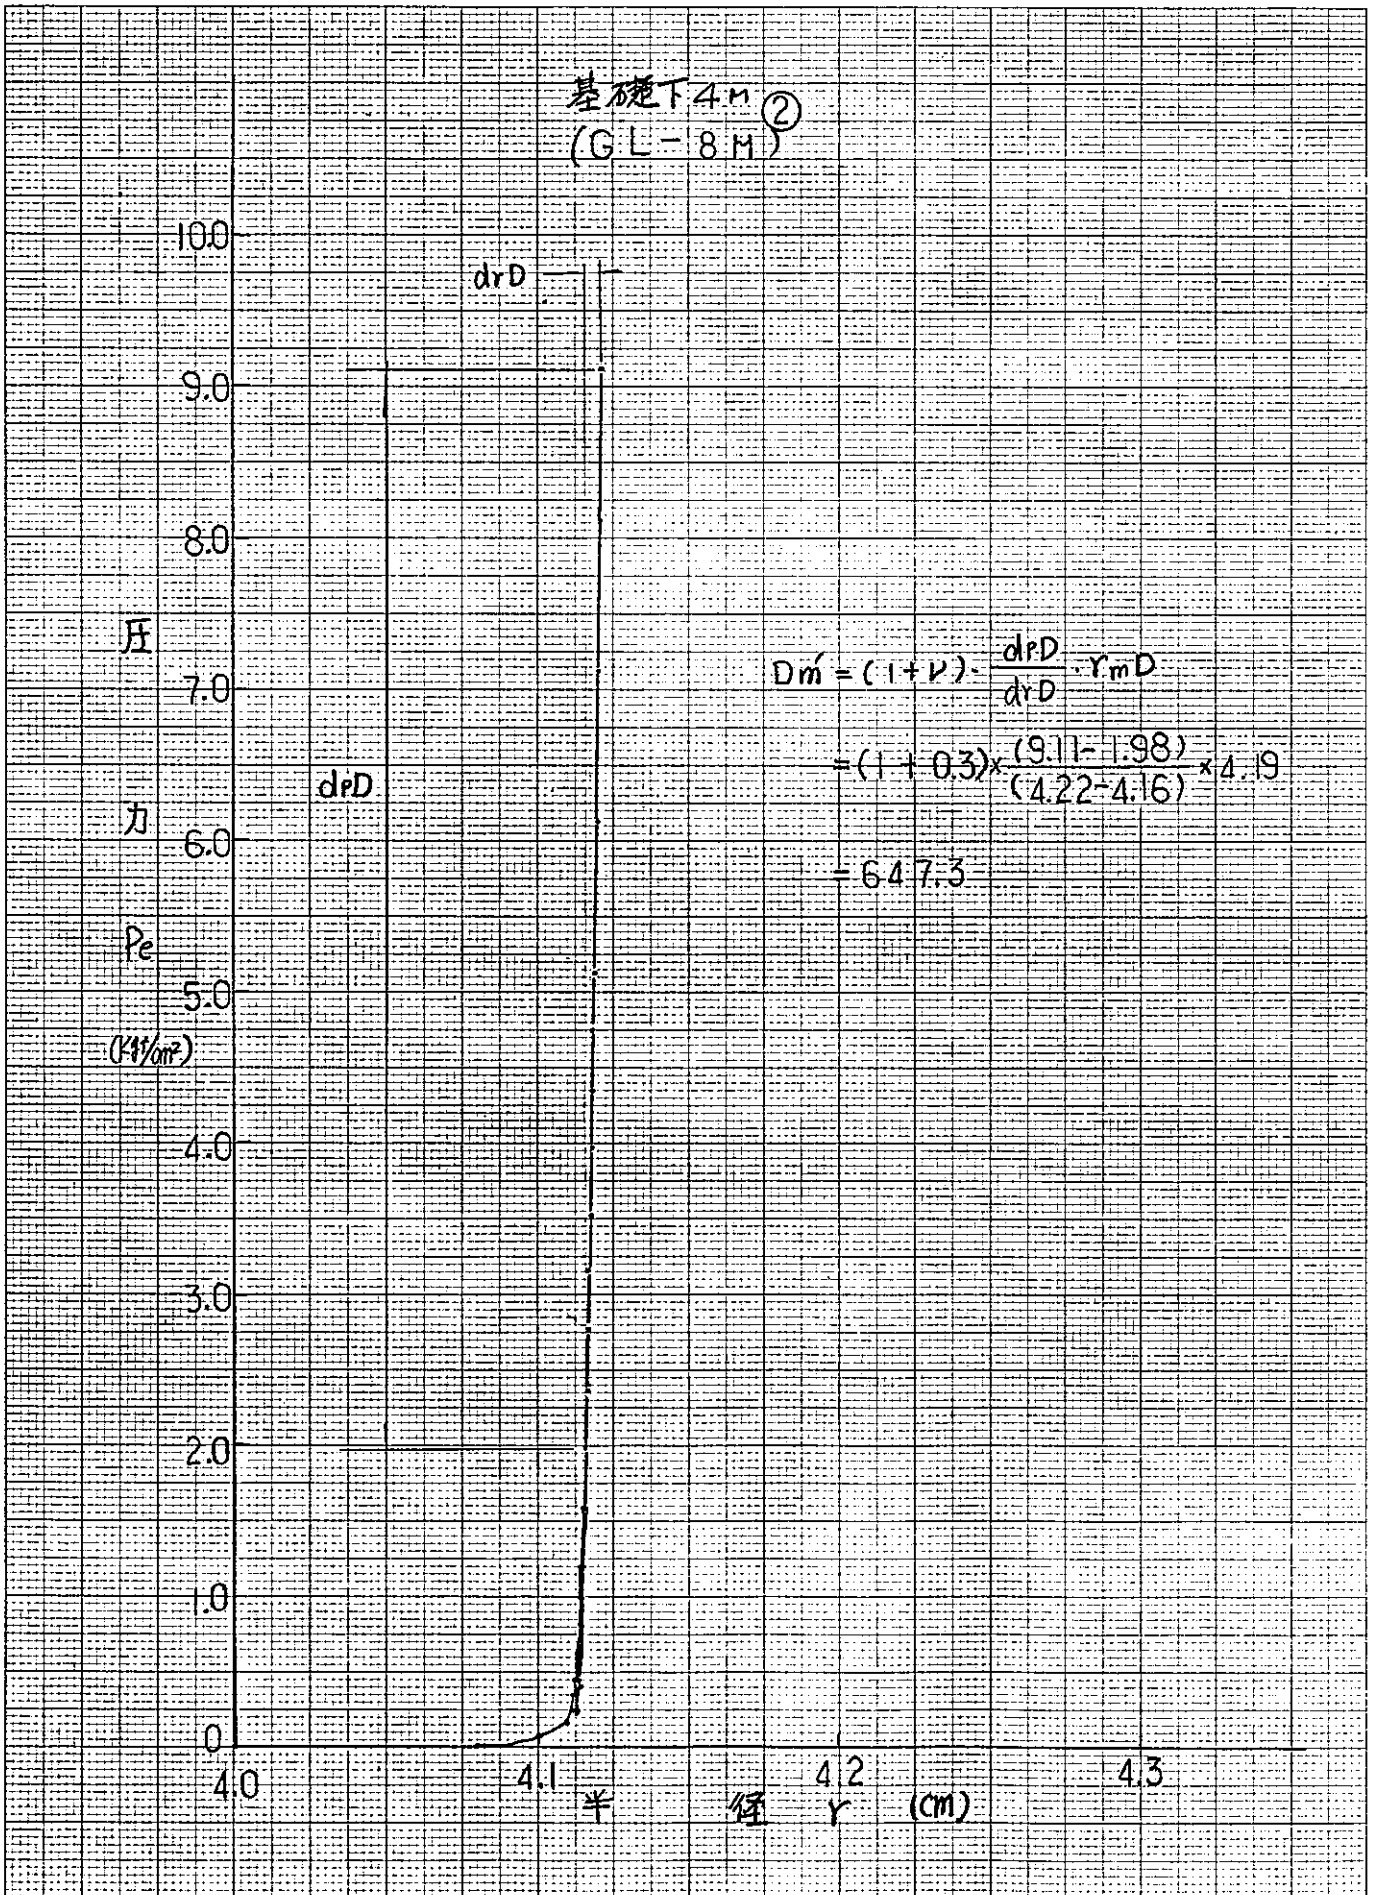 基礎下4M ②
(GL-8M)
10.0
drD
9.0
8.0
圧
7.0
Dm' = (1+ν)・dPD/drD・rmD
=(1+0.3)×(9.11-1.98)/(4.22-4.16)×4.19
dPD
力
6.0
=647.3
Pe
5.0
(Kgf/cm²)
4.0
3.0
2.0
1.0
0
4.0 4.1 4.2 4.3
半 径 r (cm)